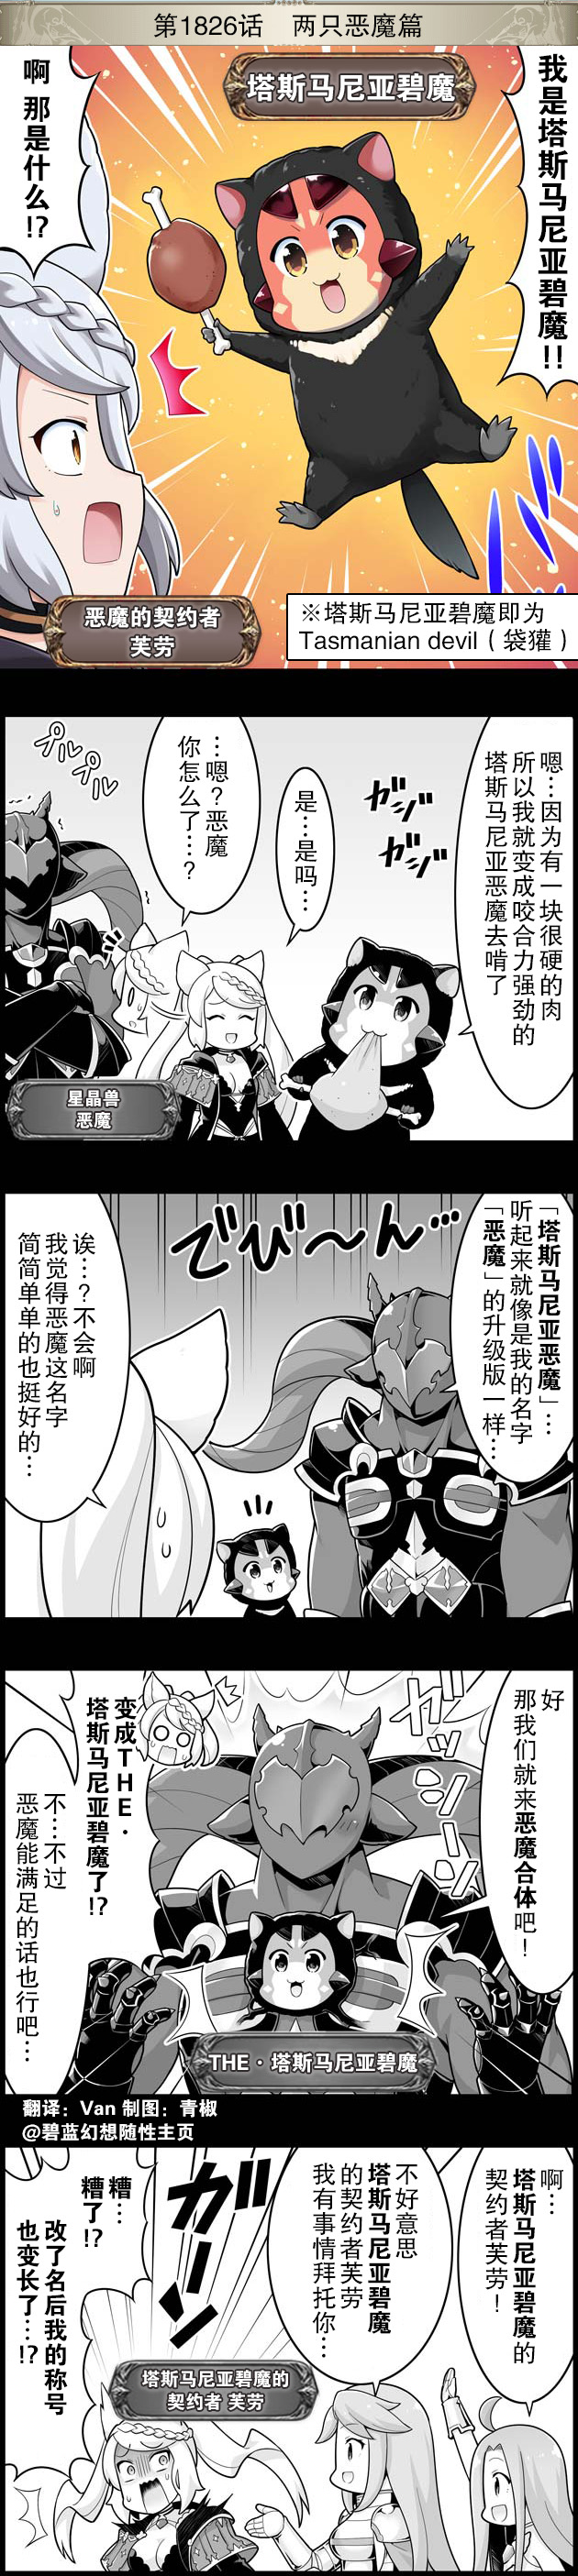 第1826话　两只恶魔篇
我是塔斯马尼亚碧魔!!
塔斯马尼亚碧魔
啊 那是什么!?
恶魔的契约者
芙劳
※塔斯马尼亚碧魔即为
Tasmanian devil（袋獾）
嗯…因为有一块很硬的肉
所以我就变成咬合力强劲的
塔斯马尼亚恶魔去啃了
ガジ
ガジ
是…是吗…
…嗯？恶魔
你怎么了…？
プルプル
プルプル
星晶兽
恶魔
「塔斯马尼亚恶魔」…
听起来就像是我的名字
「恶魔」的升级版一样…
でび～ん…
诶…？不会啊
我觉得恶魔这名字
简简单单的也挺好的…
好
那我们就来恶魔合体吧！
ガッシーン
变成THE·
塔斯马尼亚碧魔了!?
不…不过
恶魔能满足的话也行吧…
THE·塔斯马尼亚碧魔
翻译：Van 制图：青椒
@碧蓝幻想随性主页
啊…
塔斯马尼亚碧魔的
契约者芙劳！
不好意思
塔斯马尼亚碧魔
的契约者芙劳
我有事情拜托你…
ガーン
糟…
糟了!?
改了名后我的称号
也变长了…!?
塔斯马尼亚碧魔的
契约者 芙劳